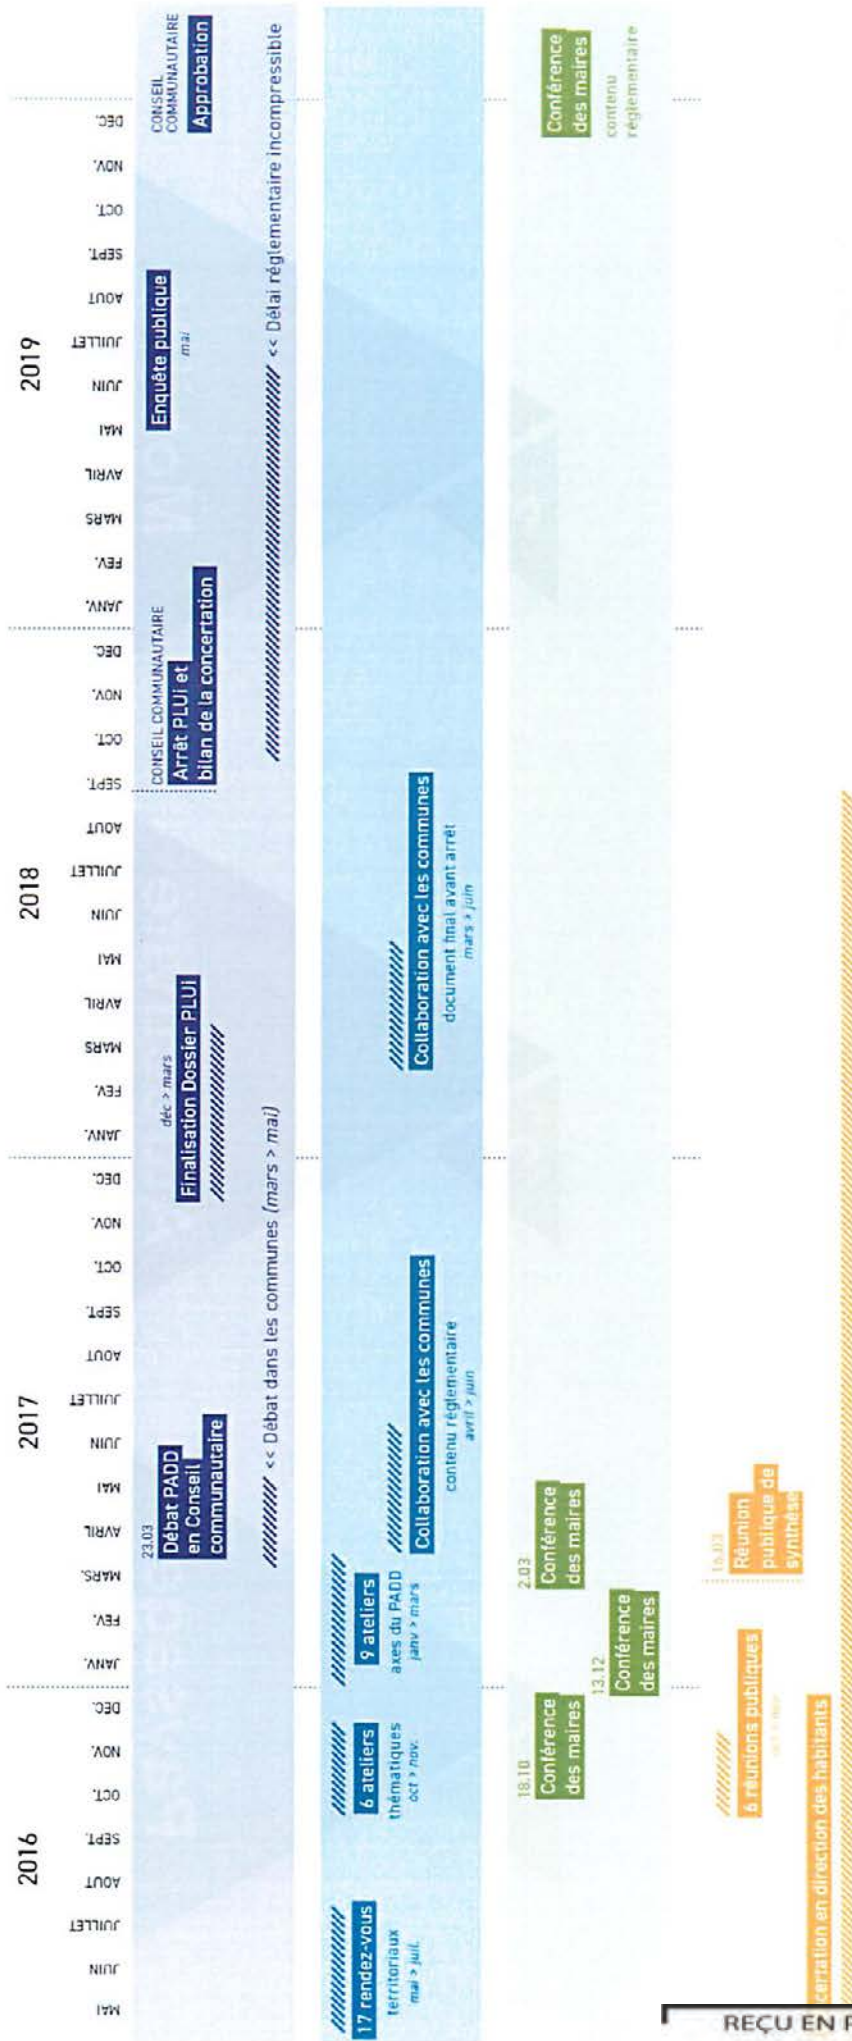 2016
2017
2018
2019
MAI
JUIN
JUILLET
AOUT
SEPT.
OCT.
NOV.
DEC.
JANV.
FEV.
MARS.
AVRIL
MAI
JUIN
JUILLET
AOUT
SEPT.
OCT.
NOV.
DEC.
JANV.
FEV.
MARS
AVRIL
MAI
JUIN
JUILLET
AOUT
SEPT.
OCT.
NOV.
DEC.
JANV.
FEV.
MARS
AVRIL
MAI
JUIN
JUILLET
AOUT
SEPT.
OCT.
NOV.
DEC.
23.03
Débat PADD
en Conseil
communautaire
<< Débat dans les communes (mars > mai)
déc > mars
Finalisation Dossier PLUi
CONSEIL COMMUNAUTAIRE
Arrêt PLUi et
bilan de la concertation
<< Délai réglementaire incompressible
Enquête publique
mai
CONSEIL
COMMUNAUTAIRE
Approbation
17 rendez-vous
territoriaux
mai > juil.
6 ateliers
thématiques
oct > nov.
9 ateliers
axes du PADD
janv > mars
Collaboration avec les communes
contenu réglementaire
avril > juin
Collaboration avec les communes
document final avant arrêt
mars > juin
18.10
Conférence
des maires
13.12
Conférence
des maires
2.03
Conférence
des maires
Conférence
des maires
contenu
réglementaire
6 réunions publiques
oct > nov
16.03
Réunion
publique de
synthèse
certation en direction des habitants
REÇU EN P